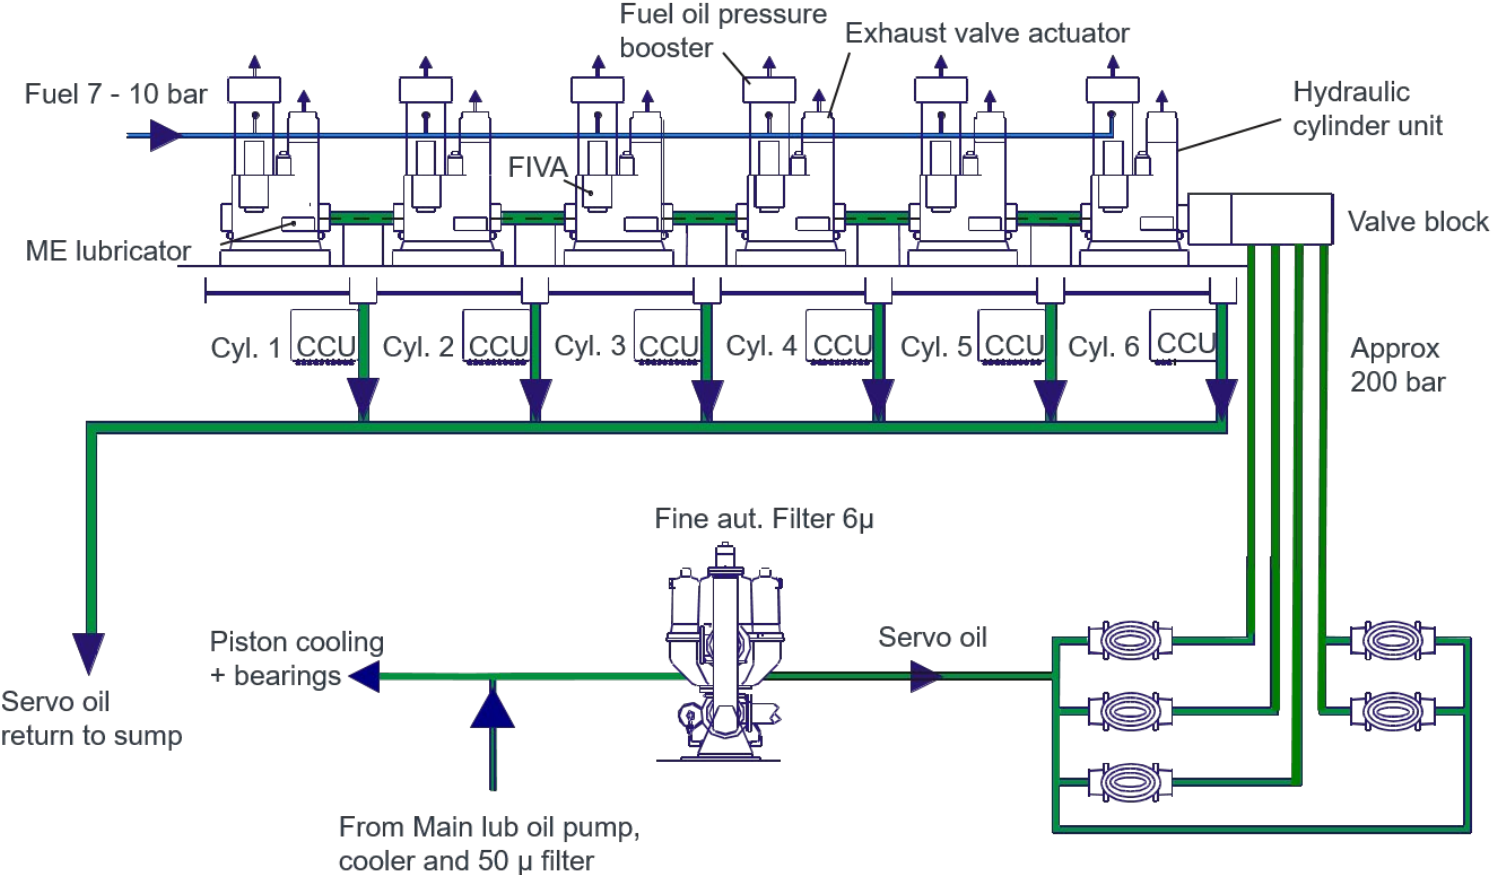 Fuel oil pressure
booster
Exhaust valve actuator
Fuel 7 - 10 bar
Hydraulic
cylinder unit
FIVA
ME lubricator
Valve block
Cyl. 1
CCU
Cyl. 2
CCU
Cyl. 3
CCU
Cyl. 4
CCU
Cyl. 5
CCU
Cyl. 6
CCU
Approx
200 bar
Fine aut. Filter 6µ
Piston cooling
+ bearings
Servo oil
Servo oil
return to sump
From Main lub oil pump,
cooler and 50 µ filter